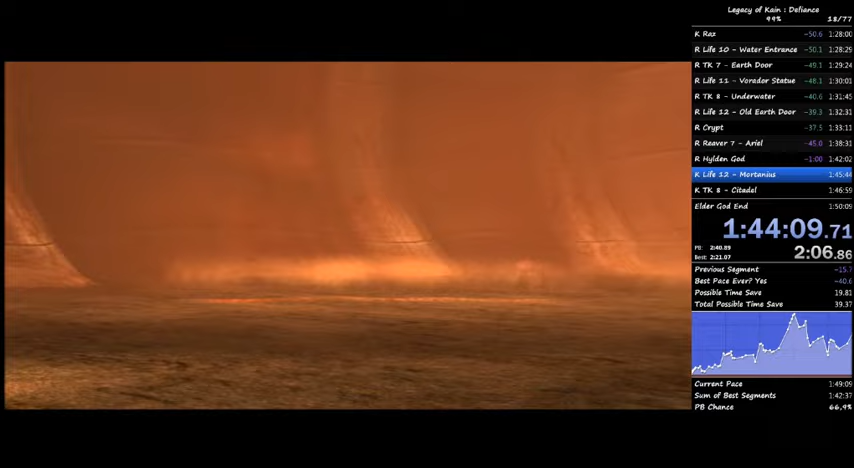 Legacy of Kain : Defiance
99% 18/77
K Raz -50.6 1:28:00
R Life 10 - Water Entrance -50.1 1:28:29
R TK 7 - Earth Door -49.1 1:29:24
R Life 11 - Vorador Statue -48.1 1:30:01
R TK 8 - Underwater -40.6 1:31:45
R Life 12 - Old Earth Door -39.3 1:32:31
R Crypt -37.5 1:33:11
R Reaver 7 - Ariel -45.0 1:38:31
R Hylden God -1:00 1:42:02
K Life 12 - Mortanius 1:45:44
K TK 8 - Citadel 1:46:59
Elder God End 1:50:09
1:44:09.71
PB: 2:40.89
Best: 2:21.07
2:06.86
Previous Segment -15.7
Best Pace Ever? Yes -40.6
Possible Time Save 19.81
Total Possible Time Save 39.37
Current Pace 1:49:09
Sum of Best Segments 1:42:37
PB Chance 66.9%